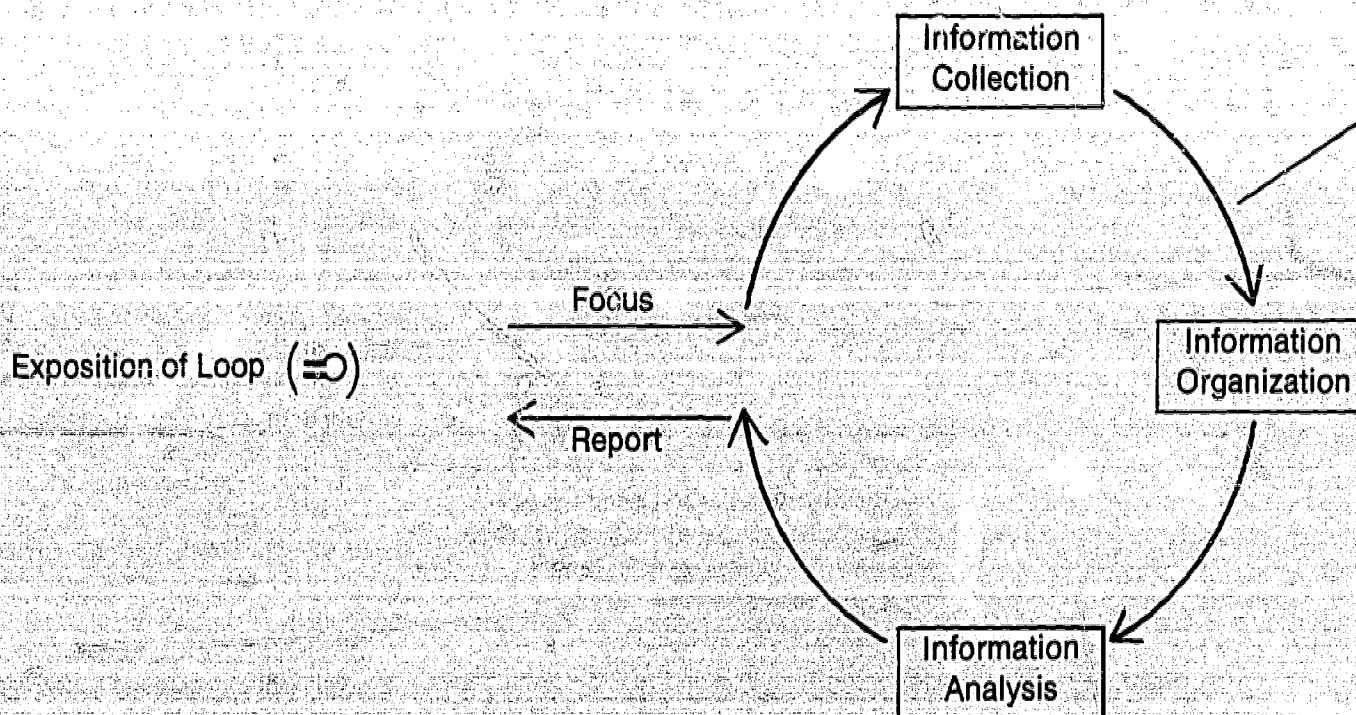 Information
Collection
Focus
Exposition of Loop
Information
Organization
Report
Information
Analysis